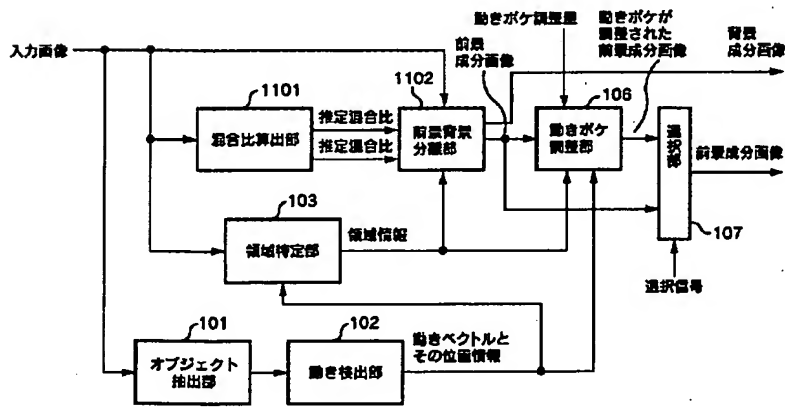 動きボケ調整量
動きボケが
調整された
前景成分画像
前景
成分画像
背景
成分画像
入力画像
1101
混合比算出部
推定混合比
推定混合比
1102
前景背景
分離部
106
動きボケ
調整部
選択部
前景成分画像
107
選択信号
103
領域特定部
領域情報
101
オブジェクト
抽出部
102
動き検出部
動きベクトルと
その位置情報